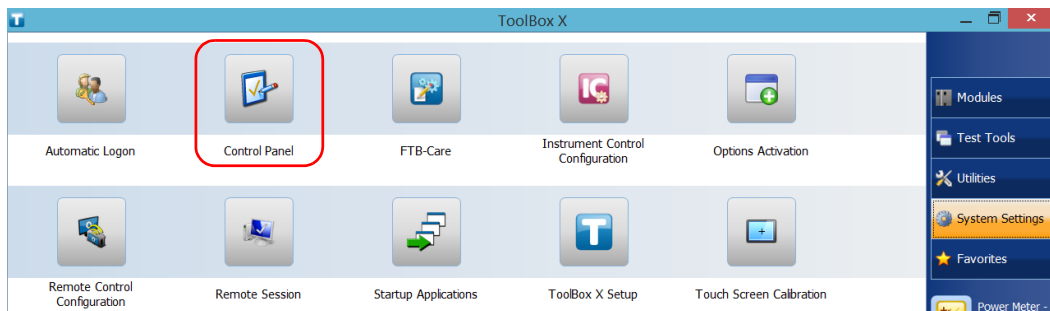 ToolBox X
Automatic Logon
Control Panel
FTB-Care
Instrument Control
Configuration
Options Activation
Remote Control
Configuration
Remote Session
Startup Applications
ToolBox X Setup
Touch Screen Calibration
Modules
Test Tools
Utilities
System Settings
Favorites
Power Meter -